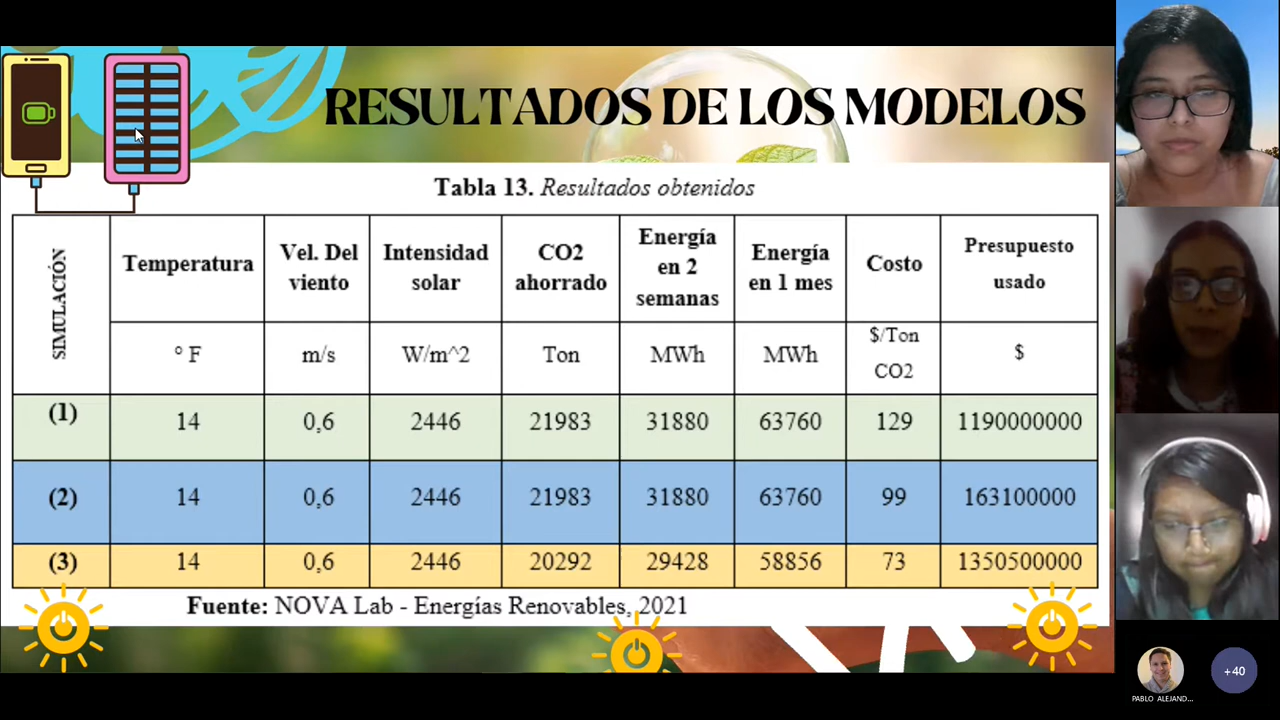 RESULTADOS DE LOS MODELOS
Tabla 13. Resultados obtenidos
SIMULACIÓN
Temperatura
Vel. Del
viento
Intensidad
solar
CO2
ahorrado
Energía
en 2
semanas
Energía
en 1 mes
Costo
Presupuesto
usado
° F
m/s
W/m^2
Ton
MWh
MWh
$/Ton
CO2
$
(1) 14 0,6 2446 21983 31880 63760 129 1190000000
(2) 14 0,6 2446 21983 31880 63760 99 163100000
(3) 14 0,6 2446 20292 29428 58856 73 1350500000
Fuente: NOVA Lab - Energías Renovables, 2021
PABLO ALEJAND...
+40